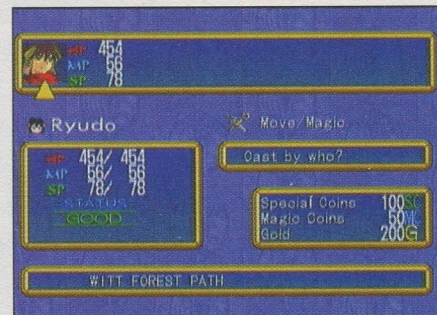 HP 454
MP 56
SP 78
Ryudo
Move/Magic
HP 454/ 454
MP 56/ 56
SP 78/ 78
STATUS
GOOD
Cast by who?
Special Coins 100SC
Magic Coins 50MC
Gold 200G
WITT FOREST PATH